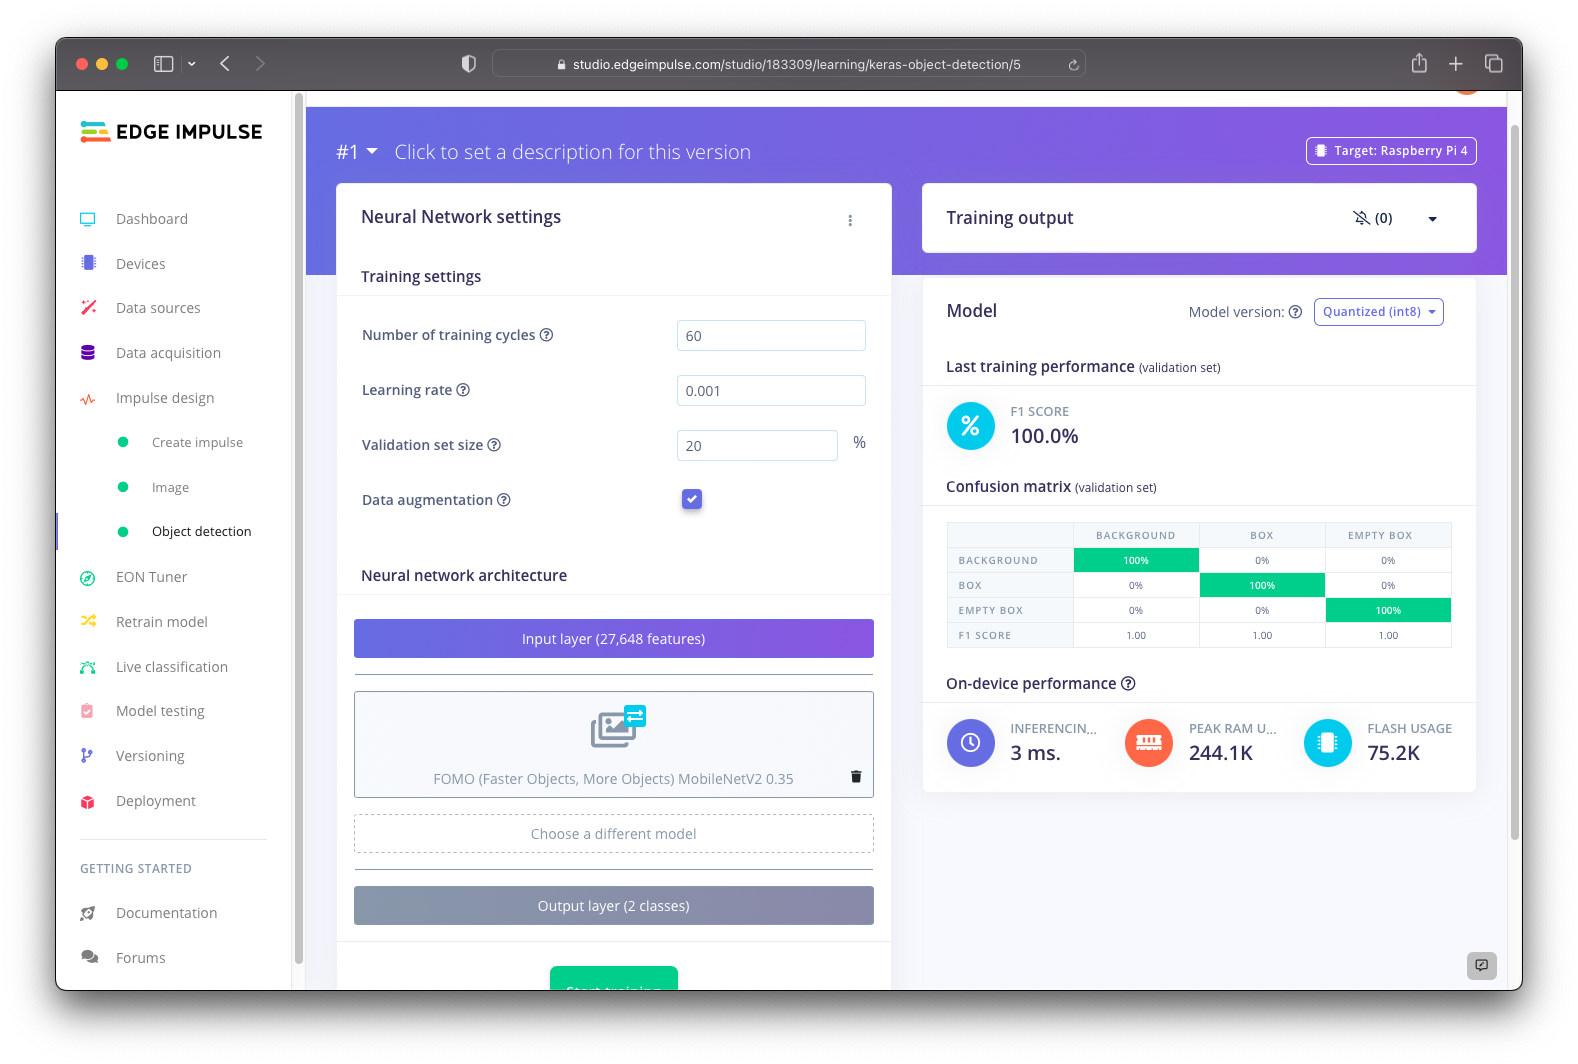 studio.edgeimpulse.com/studio/183309/learning/keras-object-detection/5
EDGE IMPULSE
Dashboard
Devices
Data sources
Data acquisition
Impulse design
Create impulse
Image
Object detection
EON Tuner
Retrain model
Live classification
Model testing
Versioning
Deployment
GETTING STARTED
Documentation
Forums
#1 Click to set a description for this version
Target: Raspberry Pi 4
Neural Network settings
Training settings
Number of training cycles ? 60
Learning rate ? 0.001
Validation set size ? 20 %
Data augmentation ?
Neural network architecture
Input layer (27,648 features)
FOMO (Faster Objects, More Objects) MobileNetV2 0.35
Choose a different model
Output layer (2 classes)
Start training
Training output (0)
Model Model version: ? Quantized (int8)
Last training performance (validation set)
% F1 SCORE
100.0%
Confusion matrix (validation set)
BACKGROUND BOX EMPTY BOX
BACKGROUND 100% 0% 0%
BOX 0% 100% 0%
EMPTY BOX 0% 0% 100%
F1 SCORE 1.00 1.00 1.00
On-device performance ?
INFERENCIN... PEAK RAM U... FLASH USAGE
3 ms. 244.1K 75.2K